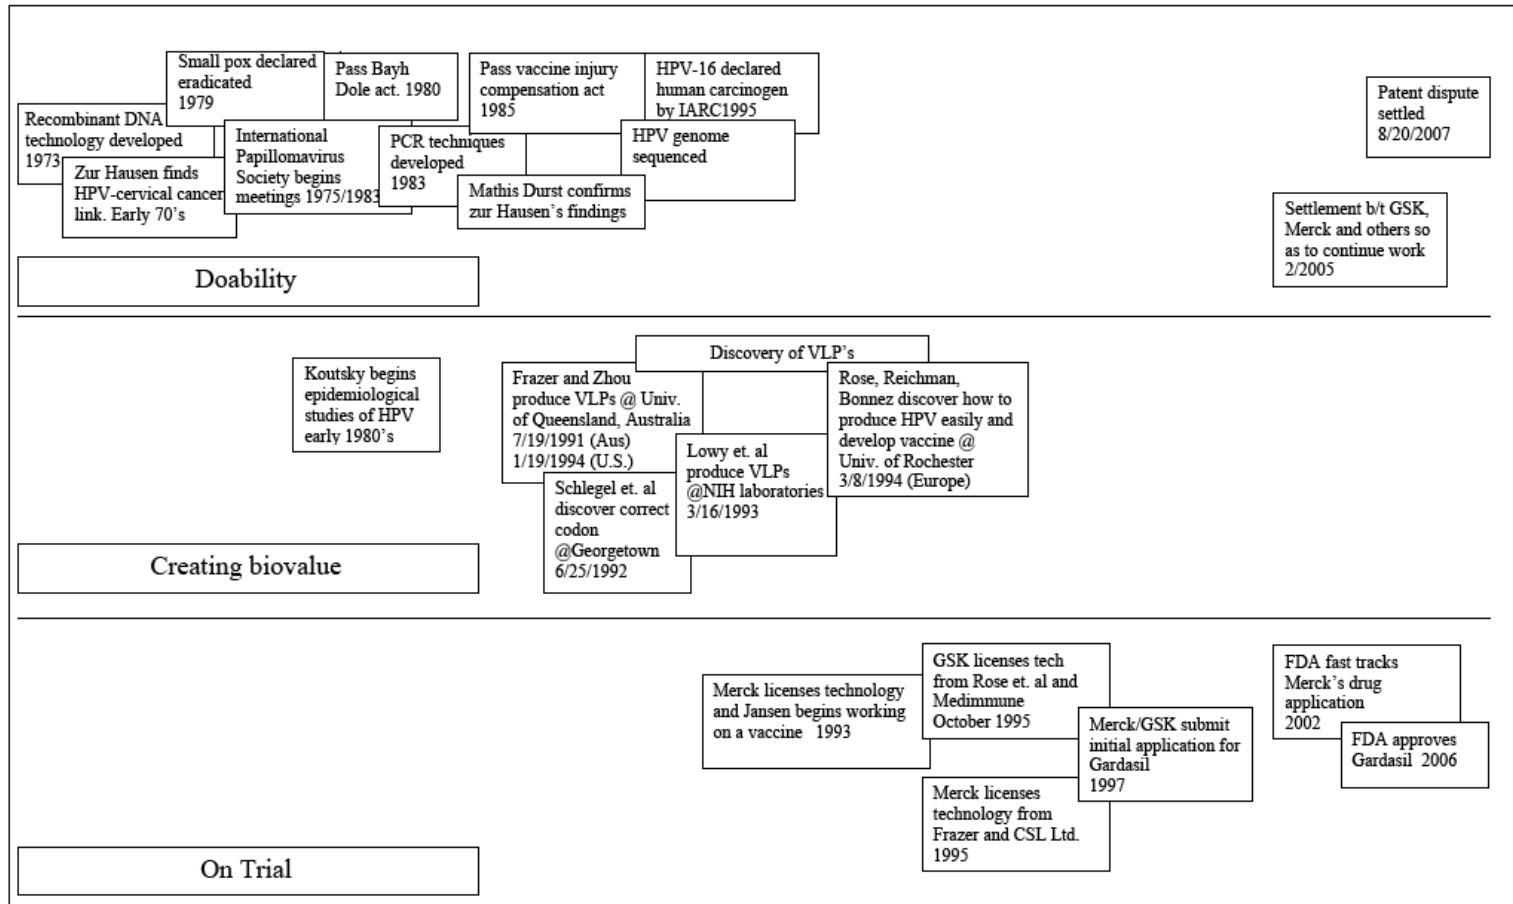 Small pox declared
eradicated
1979
Pass Bayh
Dole act. 1980
Pass vaccine injury
compensation act
1985
HPV-16 declared
human carcinogen
by IARC1995
Patent dispute
settled
8/20/2007
Recombinant DNA
technology developed
1973
International
Papillomavirus
Society begins
meetings 1975/1983
PCR techniques
developed
1983
HPV genome
sequenced
Zur Hausen finds
HPV-cervical cancer
link. Early 70's
Mathis Durst confirms
zur Hausen's findings
Settlement b/t GSK,
Merck and others so
as to continue work
2/2005
Doability
Koutsky begins
epidemiological
studies of HPV
early 1980's
Discovery of VLP's
Frazer and Zhou
produce VLPs @ Univ.
of Queensland, Australia
7/19/1991 (Aus)
1/19/1994 (U.S.)
Rose, Reichman,
Bonnez discover how to
produce HPV easily and
develop vaccine @
Univ. of Rochester
3/8/1994 (Europe)
Lowy et. al
produce VLPs
@NIH laboratories
3/16/1993
Schlegel et. al
discover correct
codon
@Georgetown
6/25/1992
Creating biovalue
Merck licenses technology
and Jansen begins working
on a vaccine 1993
GSK licenses tech
from Rose et. al and
Medimmune
October 1995
Merck/GSK submit
initial application for
Gardasil
1997
FDA fast tracks
Merck's drug
application
2002
FDA approves
Gardasil 2006
Merck licenses
technology from
Frazer and CSL Ltd.
1995
On Trial